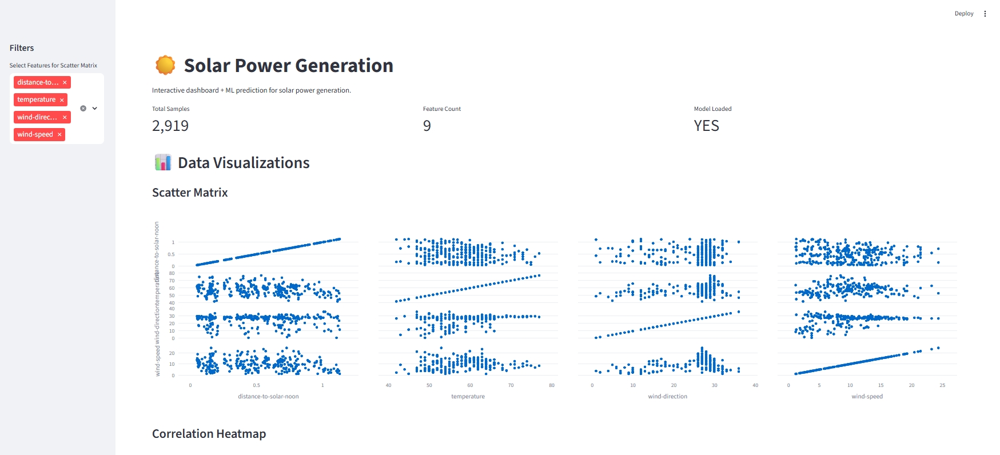 Deploy
Filters
Select Features for Scatter Matrix
distance-to...
temperature
wind-direc...
wind-speed
Solar Power Generation
Interactive dashboard + ML prediction for solar power generation.
Total Samples
2,919
Feature Count
9
Model Loaded
YES
Data Visualizations
Scatter Matrix
distance-to-solar-noon
1
0.5
0
temperature
80
70
60
50
40
wind-direction
40
30
20
10
0
wind-speed
20
10
0
0 0.5 1
40 50 60 70 80
0 10 20 30 40
0 5 10 15 20 25
distance-to-solar-noon temperature wind-direction wind-speed
Correlation Heatmap